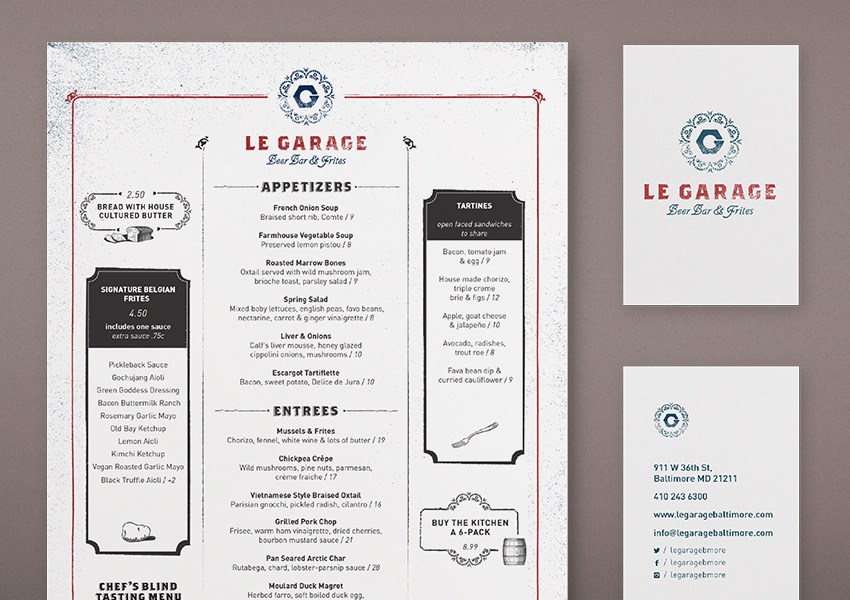 G
LE GARAGE
Beer Bar & Frites
2.50
BREAD WITH HOUSE
CULTURED BUTTER
SIGNATURE BELGIAN
FRITES
4.50
includes one sauce
extra sauce .75c
Pickleback Sauce
Gochujang Aioli
Green Goddess Dressing
Bacon Buttermilk Ranch
Rosemary Garlic Mayo
Old Bay Ketchup
Lemon Aioli
Kimchi Ketchup
Vegan Roasted Garlic Mayo
Black Truffle Aioli / +2
CHEF'S BLIND
TASTING MENU
APPETIZERS
French Onion Soup
Braised short rib, Comte / 9
Farmhouse Vegetable Soup
Preserved lemon pistou / 8
Roasted Marrow Bones
Oxtail served with wild mushroom jam,
brioche toast, parsley salad / 9
Spring Salad
Mixed baby lettuces, english peas, fava beans,
nectarine, carrot & ginger vinaigrette / 8
Liver & Onions
Calf's liver mousse, honey glazed
cippolini onions, mushrooms / 10
Escargot Tartiflette
Bacon, sweet potato, Delice de Jura / 10
ENTREES
Mussels & Frites
Chorizo, fennel, white wine & lots of butter / 19
Chickpea Crêpe
Wild mushrooms, pine nuts, parmesan,
crème fraiche / 17
Vietnamese Style Braised Oxtail
Parisian gnocchi, pickled radish, cilantro / 16
Grilled Pork Chop
Frisee, warm ham vinaigrette, dried cherries,
bourbon mustard sauce / 21
Pan Seared Arctic Char
Rutabega, chard, lobster-parsnip sauce / 28
Moulard Duck Magret
Herbed farro, soft boiled duck egg,
TARTINES
open faced sandwiches
to share
Bacon, tomato jam
& egg / 9
House made chorizo,
triple creme
brie & figs / 12
Apple, goat cheese
& jalapeño / 10
Avocado, radishes,
trout roe / 8
Fava bean dip &
curried cauliflower / 9
BUY THE KITCHEN
A 6-PACK
8.99
G
LE GARAGE
Beer Bar & Frites
G
911 W 36th St,
Baltimore MD 21211
410 243 6300
www.legaragebaltimore.com
info@legaragebaltimore.com
/ legaragebmore
/ legaragebmore
/ legaragebmore